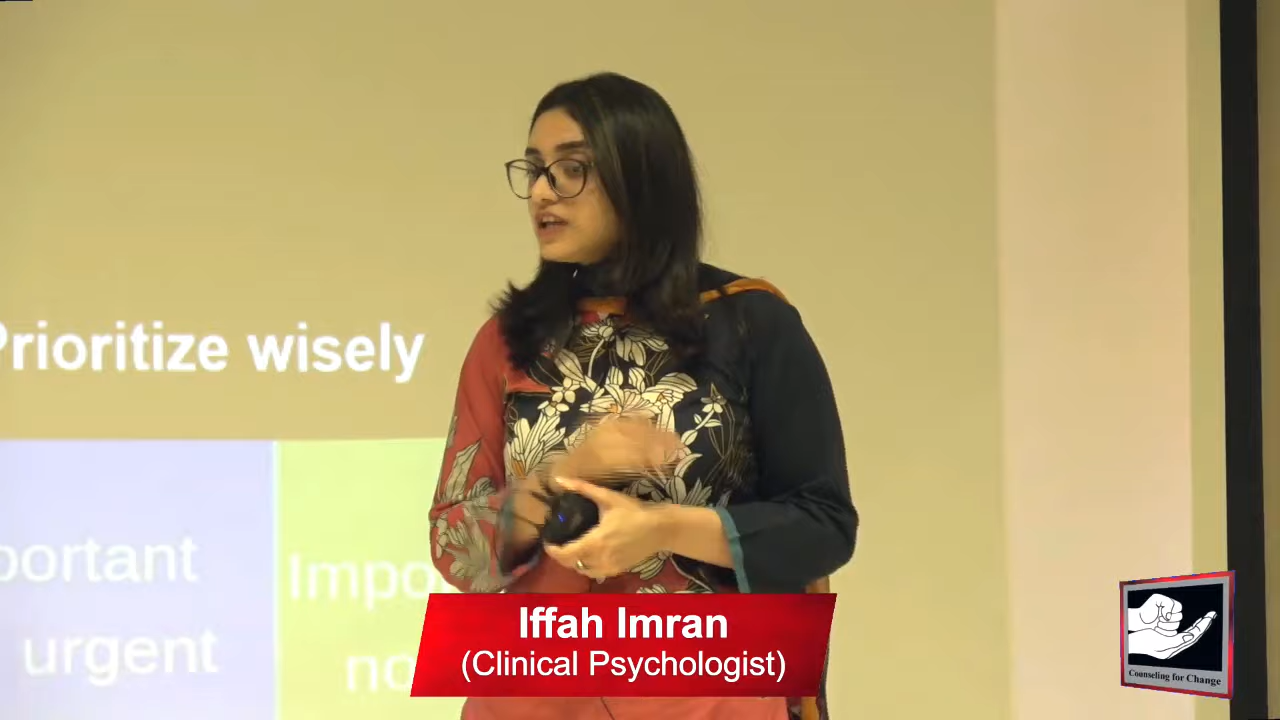 Prioritize wisely
portant
urgent
Impo
no
Iffah Imran
(Clinical Psychologist)
Counseling for Change